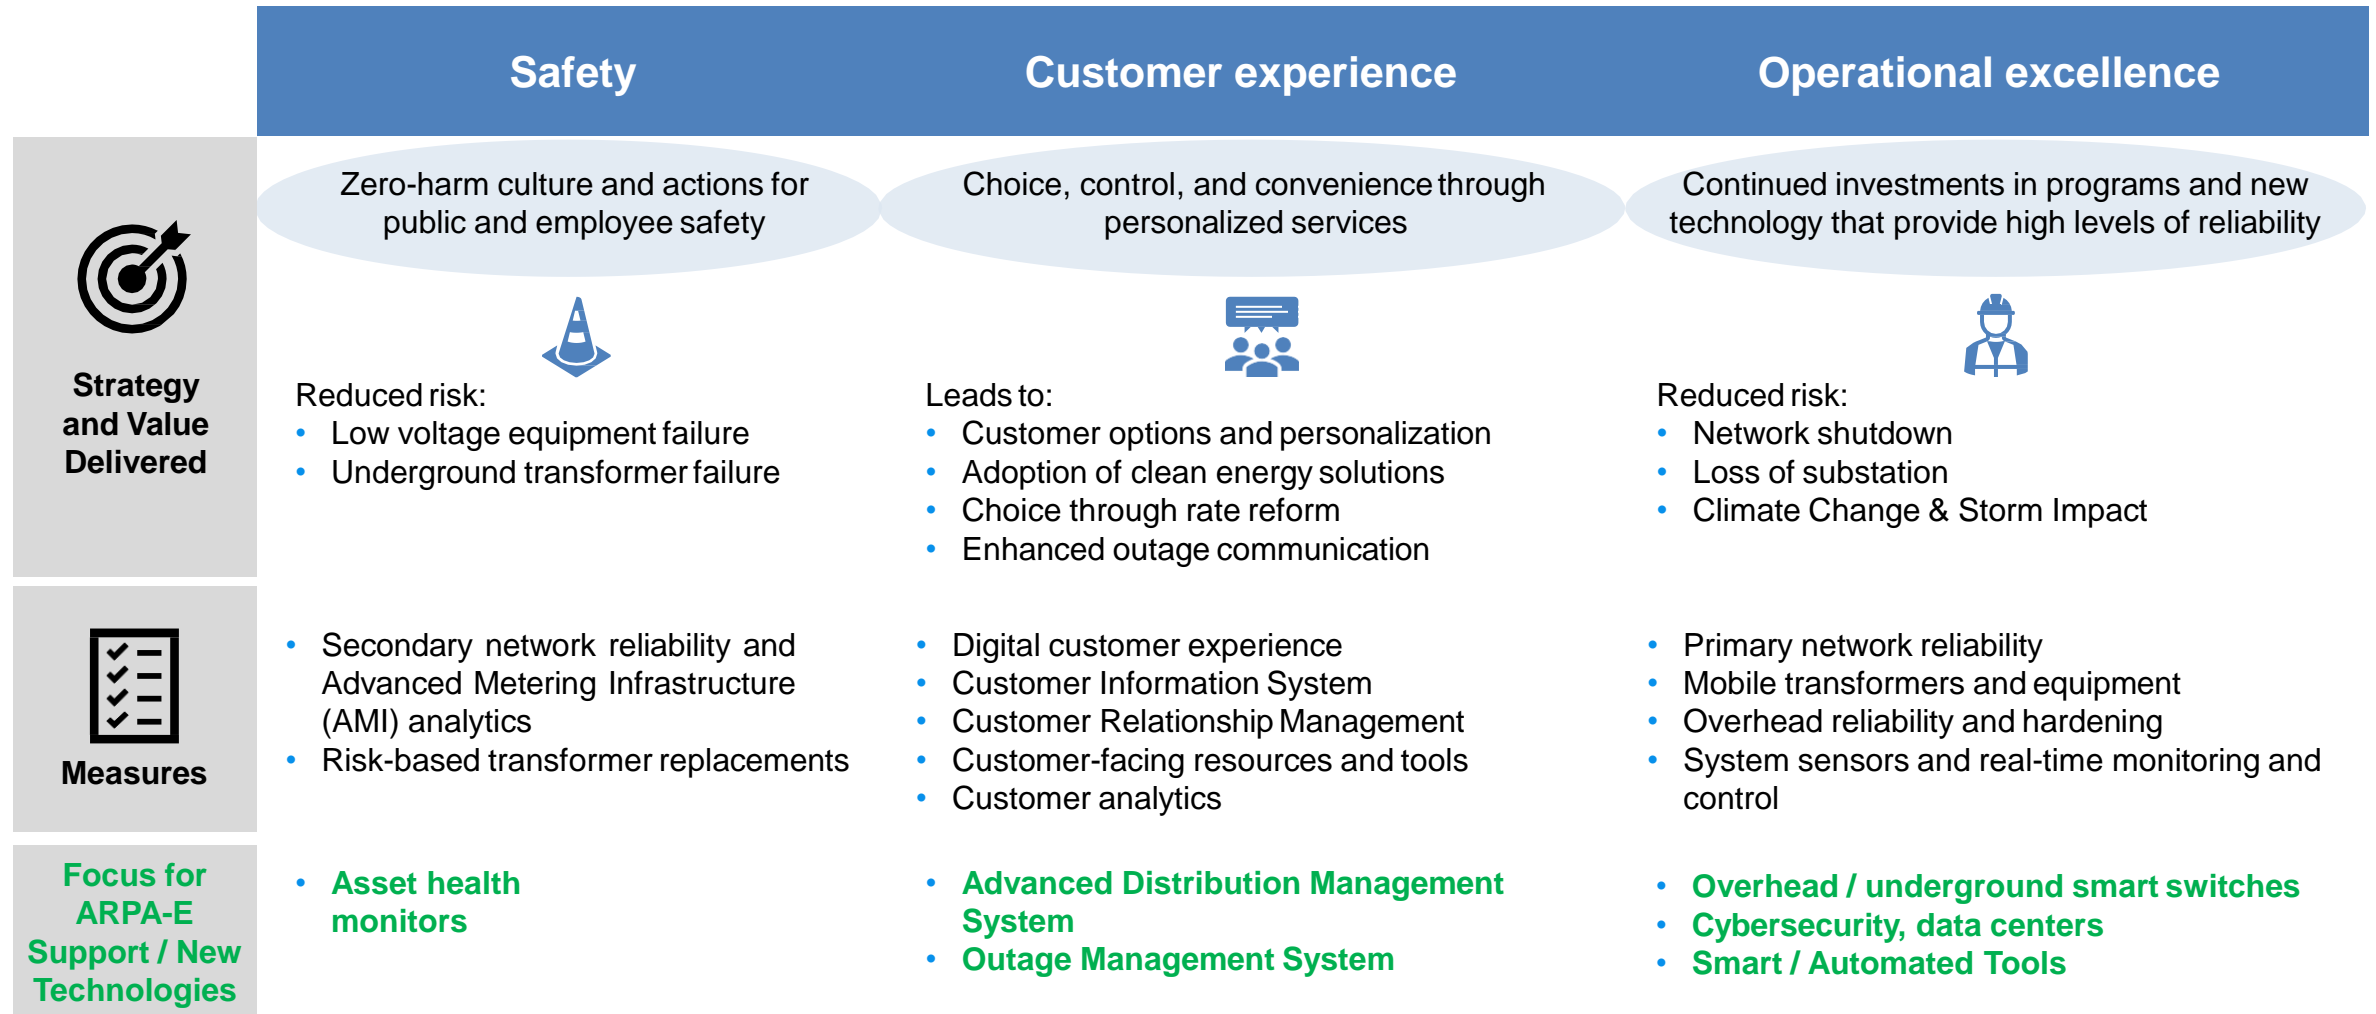 Safety
Customer experience
Operational excellence
Strategy
and Value
Delivered
Zero-harm culture and actions for
public and employee safety
Reduced risk:
• Low voltage equipment failure
• Underground transformer failure
Choice, control, and convenience through
personalized services
Leads to:
• Customer options and personalization
• Adoption of clean energy solutions
• Choice through rate reform
• Enhanced outage communication
Continued investments in programs and new
technology that provide high levels of reliability
Reduced risk:
• Network shutdown
• Loss of substation
• Climate Change & Storm Impact
Measures
• Secondary network reliability and
Advanced Metering Infrastructure
(AMI) analytics
• Risk-based transformer replacements
• Digital customer experience
• Customer Information System
• Customer Relationship Management
• Customer-facing resources and tools
• Customer analytics
• Primary network reliability
• Mobile transformers and equipment
• Overhead reliability and hardening
• System sensors and real-time monitoring and
control
Focus for
ARPA-E
Support / New
Technologies
• Asset health
monitors
• Advanced Distribution Management
System
• Outage Management System
• Overhead / underground smart switches
• Cybersecurity, data centers
• Smart / Automated Tools